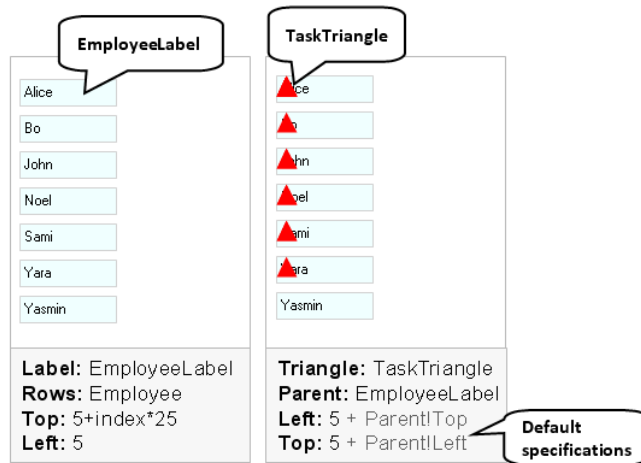 EmployeeLabel
Alice
Bo
John
Noel
Sami
Yara
Yasmin
Label: EmployeeLabel
Rows: Employee
Top: 5+index*25
Left: 5
TaskTriangle
Yasmin
Triangle: TaskTriangle
Parent: EmployeeLabel
Left: 5 + Parent!Top
Top: 5 + Parent!Left
Default
specifications